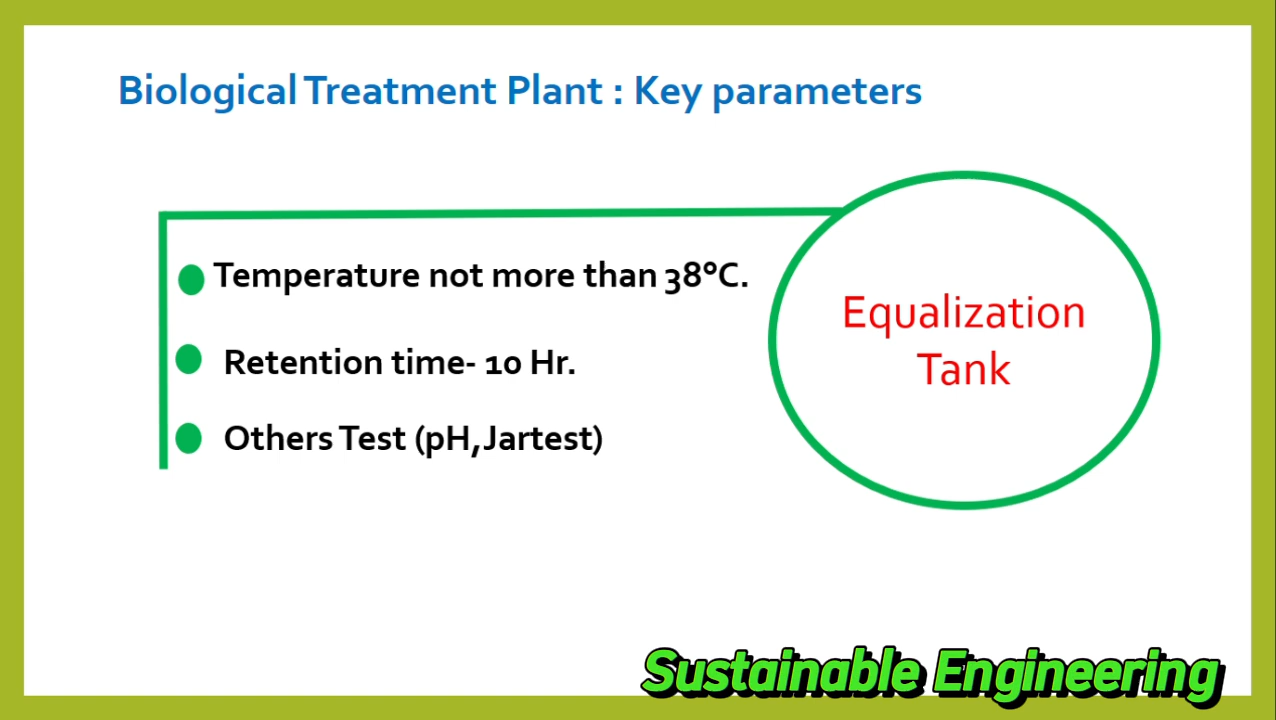 Biological Treatment Plant : Key parameters
Temperature not more than 38°C.
Retention time- 10 Hr.
Others Test (pH,Jartest)
Equalization
Tank
Sustainable Engineering